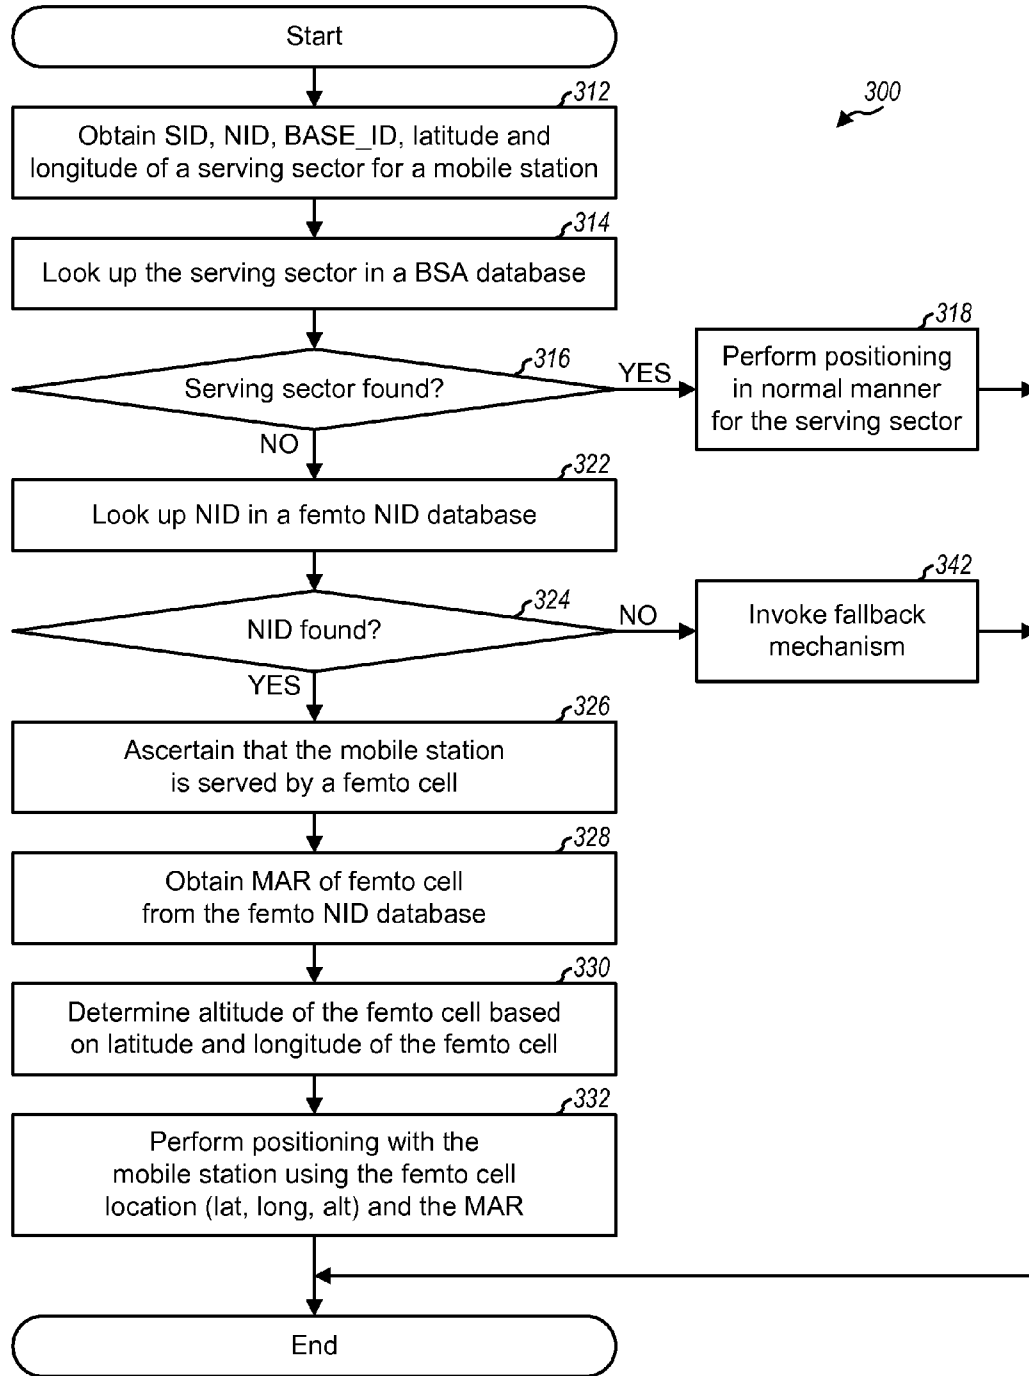 Start
300
312
Obtain SID, NID, BASE_ID, latitude and
longitude of a serving sector for a mobile station
314
Look up the serving sector in a BSA database
316
Serving sector found?
YES
NO
318
Perform positioning
in normal manner
for the serving sector
322
Look up NID in a femto NID database
324
NID found?
NO
YES
342
Invoke fallback
mechanism
326
Ascertain that the mobile station
is served by a femto cell
328
Obtain MAR of femto cell
from the femto NID database
330
Determine altitude of the femto cell based
on latitude and longitude of the femto cell
332
Perform positioning with the
mobile station using the femto cell
location (lat, long, alt) and the MAR
End